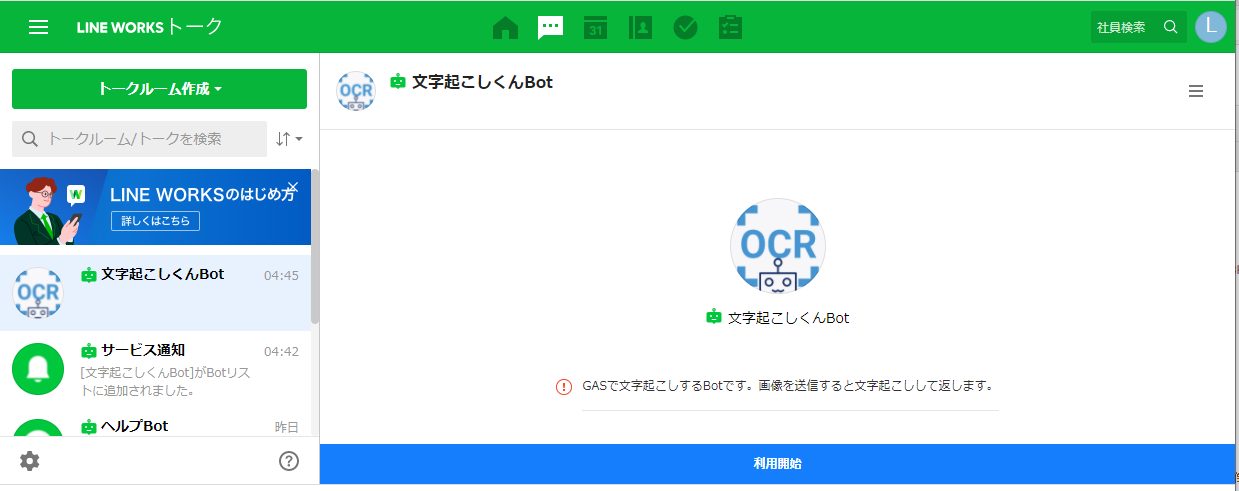 LINE WORKS トーク
31
社員検索
L
トークルーム作成
トークルーム/トークを検索
W
LINE WORKSのはじめ方
詳しくはこちら
OCR
文字起こしくんBot
04:45
サービス通知
04:42
[文字起こしくんBot]がBotリス
トに追加されました。
ヘルプBot
昨日
OCR
文字起こしくんBot
OCR
文字起こしくんBot
GASで文字起こしするBotです。画像を送信すると文字起こしして返します。
利用開始